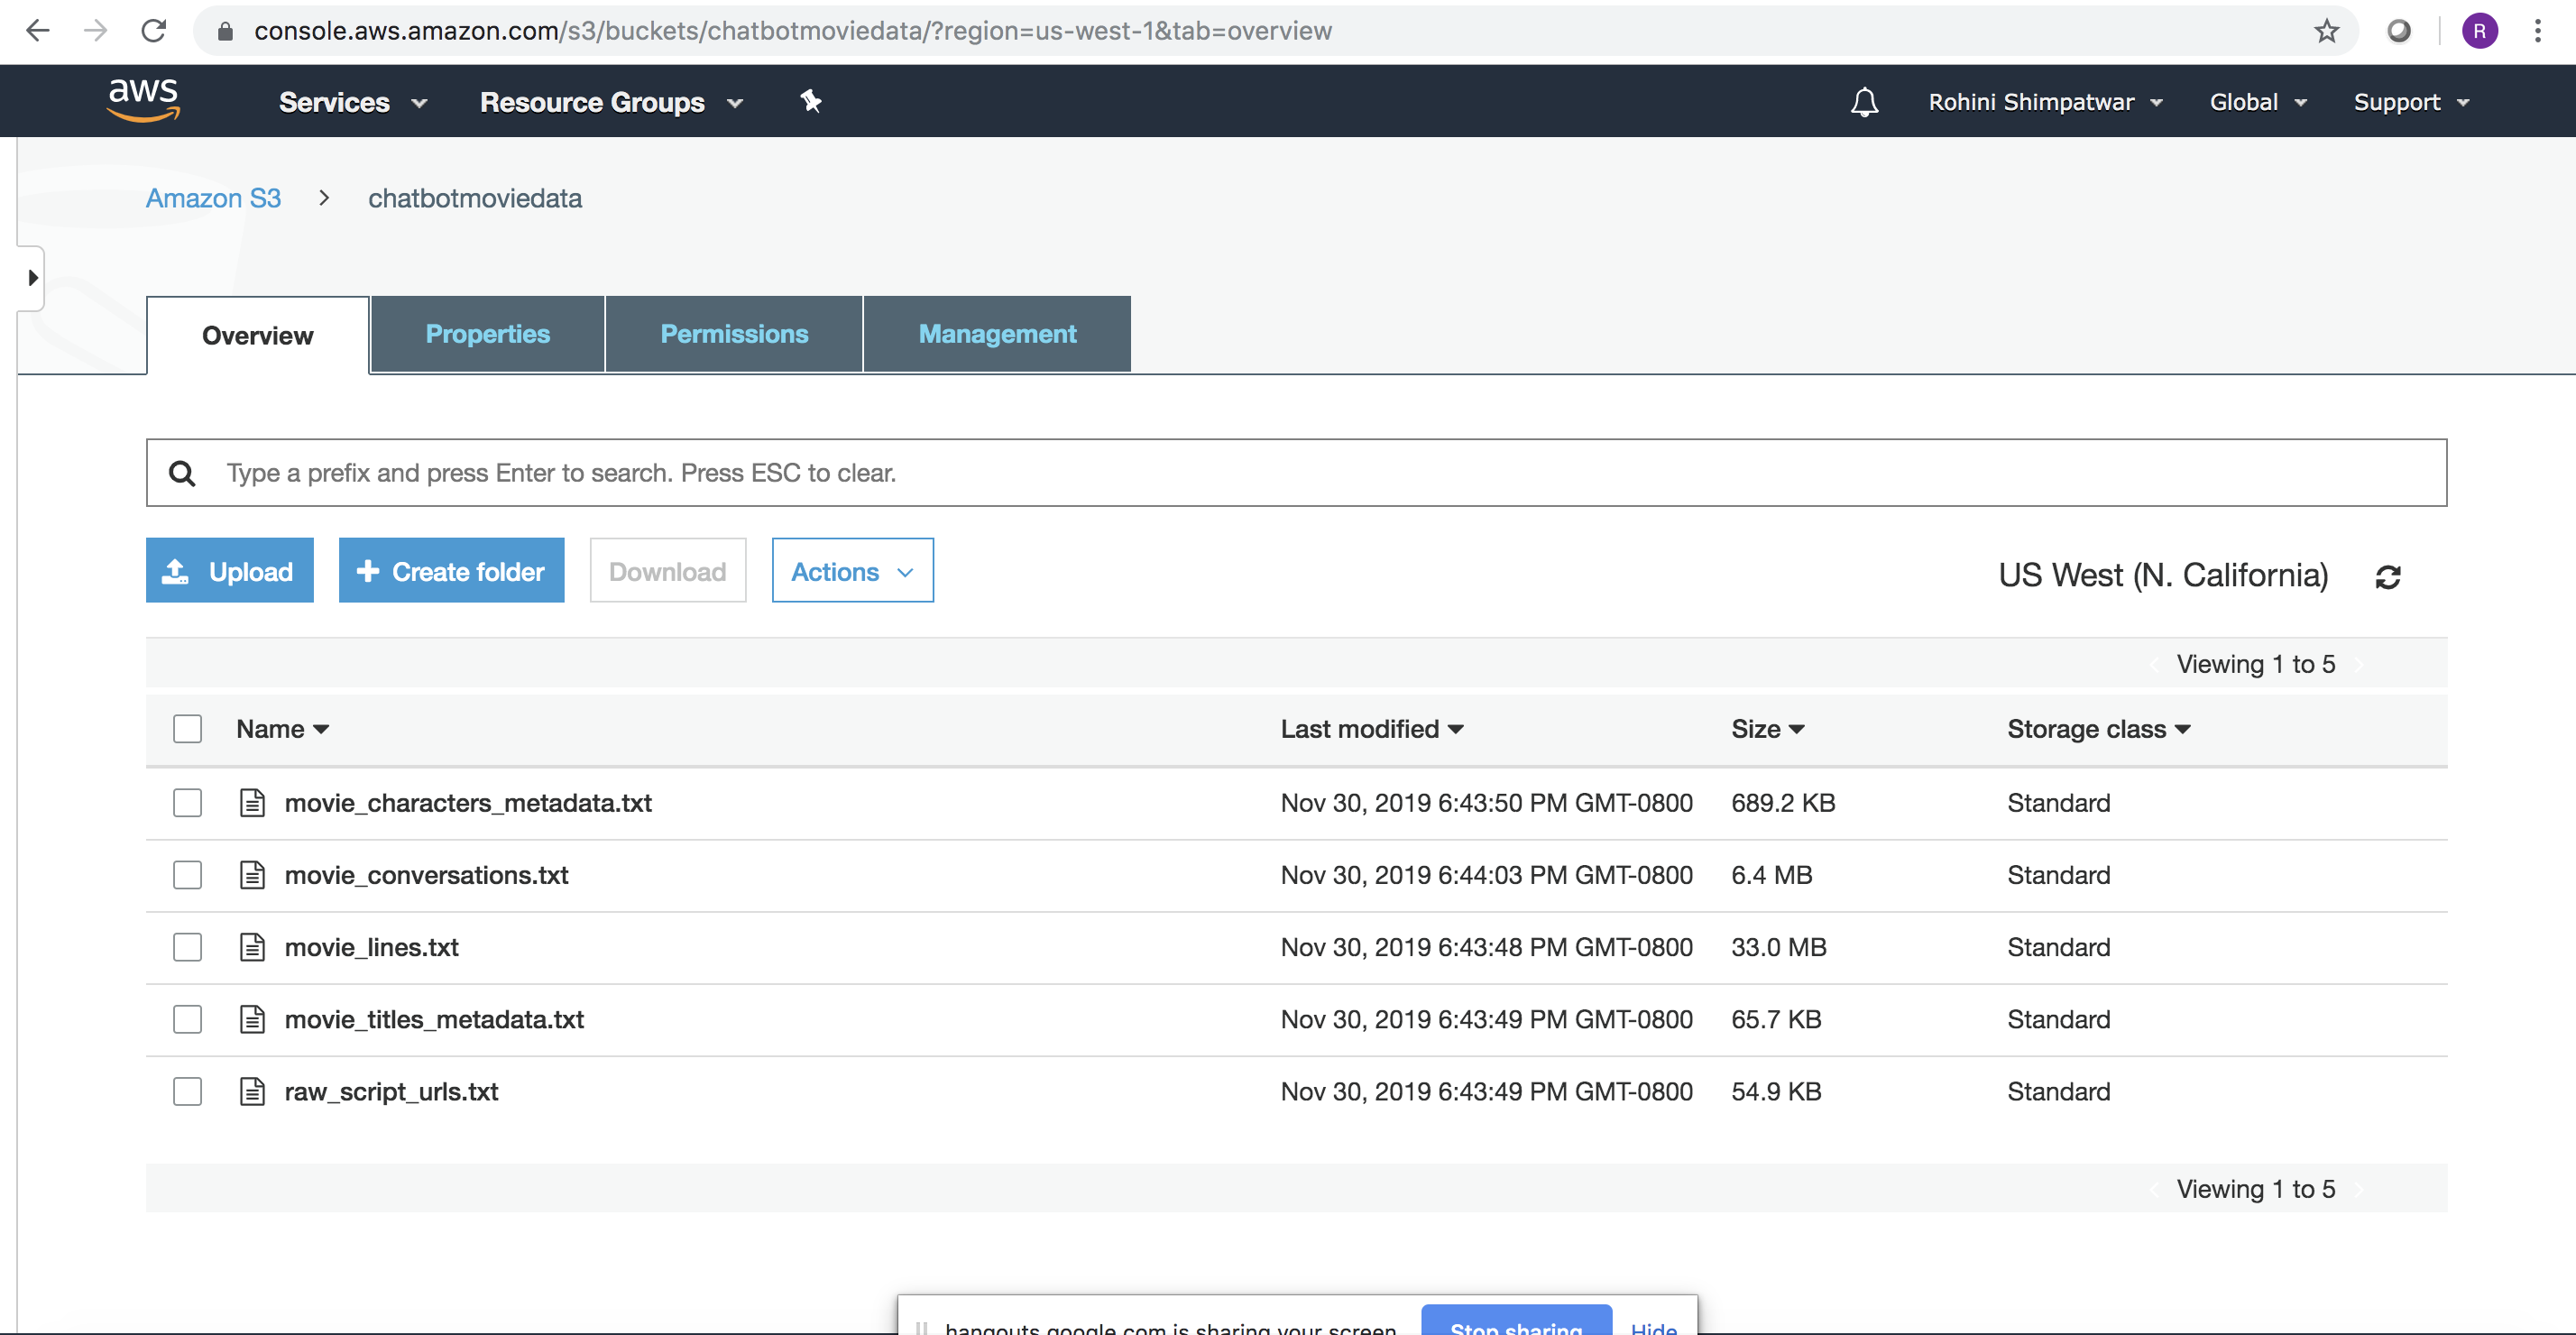 console.aws.amazon.com/s3/buckets/chatbotmoviedata/?region=us-west-1&tab=overview
R
aws Services Resource Groups Rohini Shimpatwar Global Support
Amazon S3 > chatbotmoviedata
Overview Properties Permissions Management
Type a prefix and press Enter to search. Press ESC to clear.
Upload + Create folder Download Actions US West (N. California)
Viewing 1 to 5
Name Last modified Size Storage class
movie_characters_metadata.txt Nov 30, 2019 6:43:50 PM GMT-0800 689.2 KB Standard
movie_conversations.txt Nov 30, 2019 6:44:03 PM GMT-0800 6.4 MB Standard
movie_lines.txt Nov 30, 2019 6:43:48 PM GMT-0800 33.0 MB Standard
movie_titles_metadata.txt Nov 30, 2019 6:43:49 PM GMT-0800 65.7 KB Standard
raw_script_urls.txt Nov 30, 2019 6:43:49 PM GMT-0800 54.9 KB Standard
Viewing 1 to 5
hangouts.google.com is sharing your screen. Stop sharing Hide